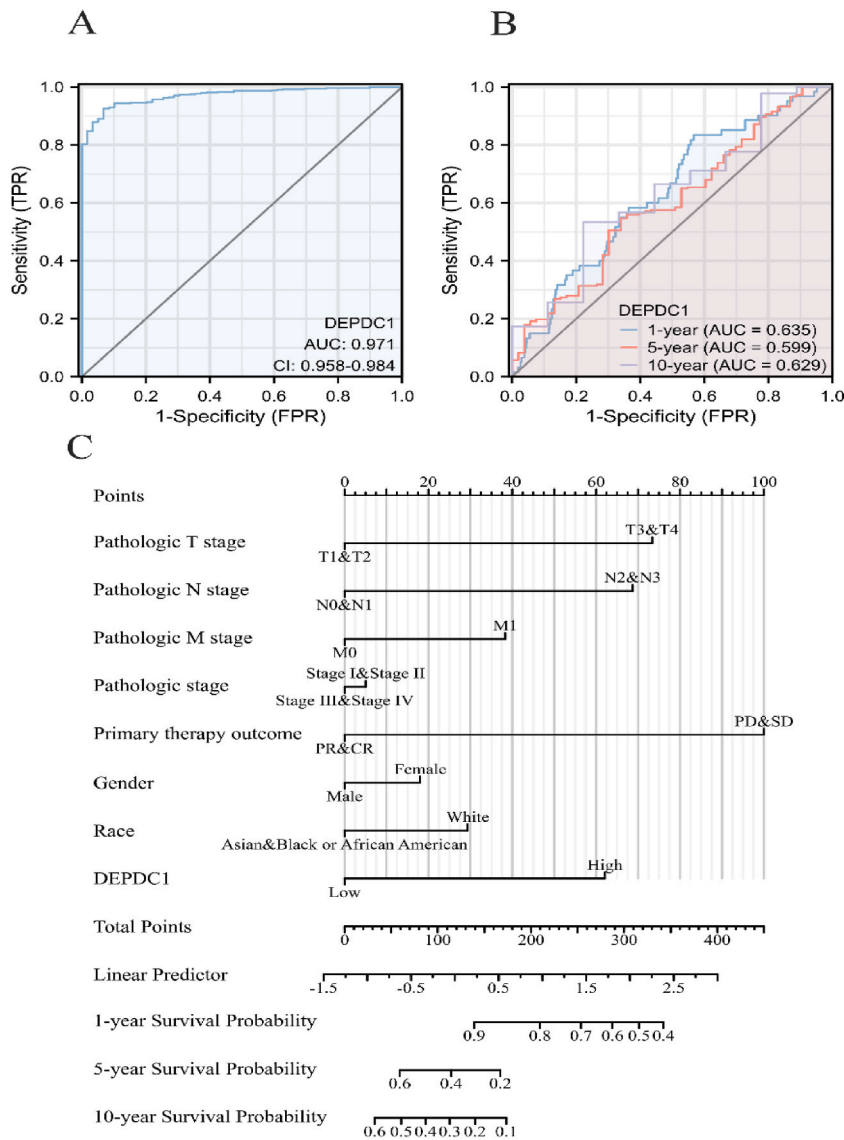 A
B
1.0
0.8
0.6
0.4
0.2
0.0
Sensitivity (TPR)
DEPDC1
AUC: 0.971
CI: 0.958-0.984
0.0 0.2 0.4 0.6 0.8 1.0
1-Specificity (FPR)
1.0
0.8
0.6
0.4
0.2
0.0
Sensitivity (TPR)
DEPDC1
1-year (AUC = 0.635)
5-year (AUC = 0.599)
10-year (AUC = 0.629)
0.0 0.2 0.4 0.6 0.8 1.0
1-Specificity (FPR)
C
Points
0 20 40 60 80 100
Pathologic T stage
T3&T4
T1&T2
Pathologic N stage
N2&N3
N0&N1
Pathologic M stage
M1
M0
Pathologic stage
Stage I&Stage II
Stage III&Stage IV
Primary therapy outcome
PD&SD
PR&CR
Gender
Female
Male
Race
White
Asian&Black or African American
DEPDC1
High
Low
Total Points
0 100 200 300 400
Linear Predictor
-1.5 -0.5 0.5 1.5 2.5
1-year Survival Probability
0.9 0.8 0.7 0.6 0.5 0.4
5-year Survival Probability
0.6 0.4 0.2
10-year Survival Probability
0.6 0.5 0.4 0.3 0.2 0.1